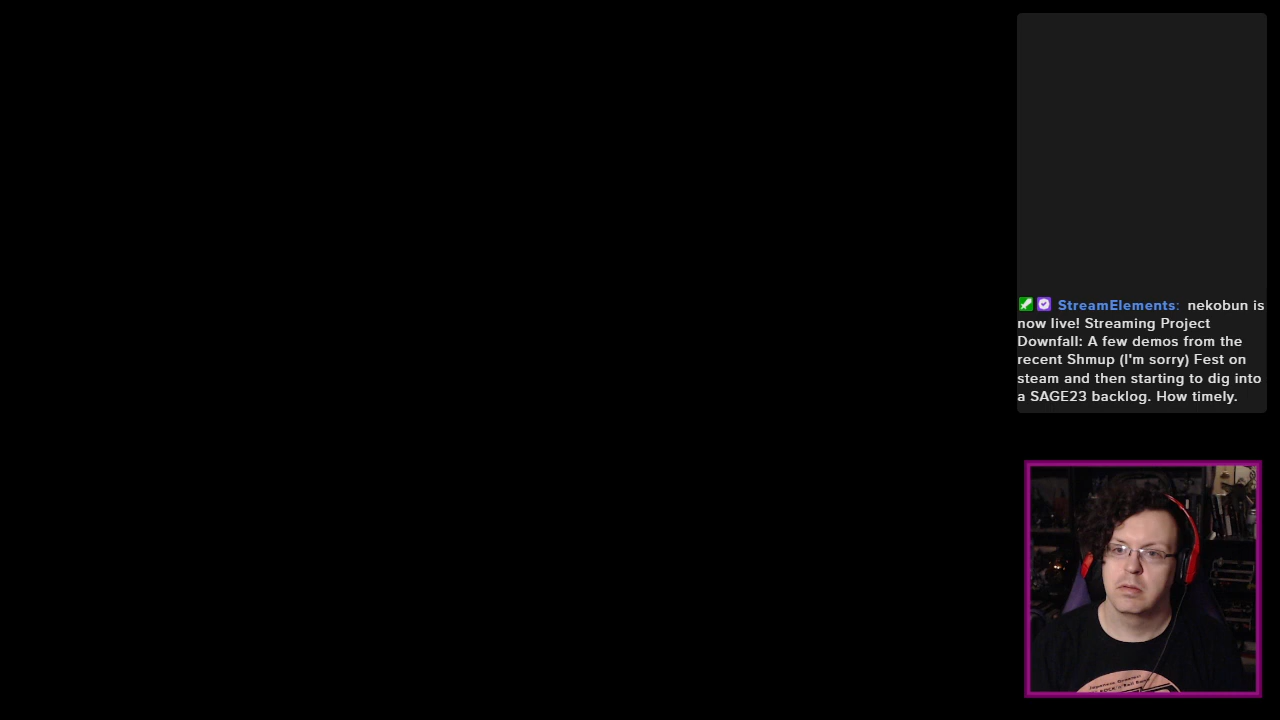 StreamElements: nekobun is
now live! Streaming Project
Downfall: A few demos from the
recent Shmup (I'm sorry) Fest on
steam and then starting to dig into
a SAGE23 backlog. How timely.